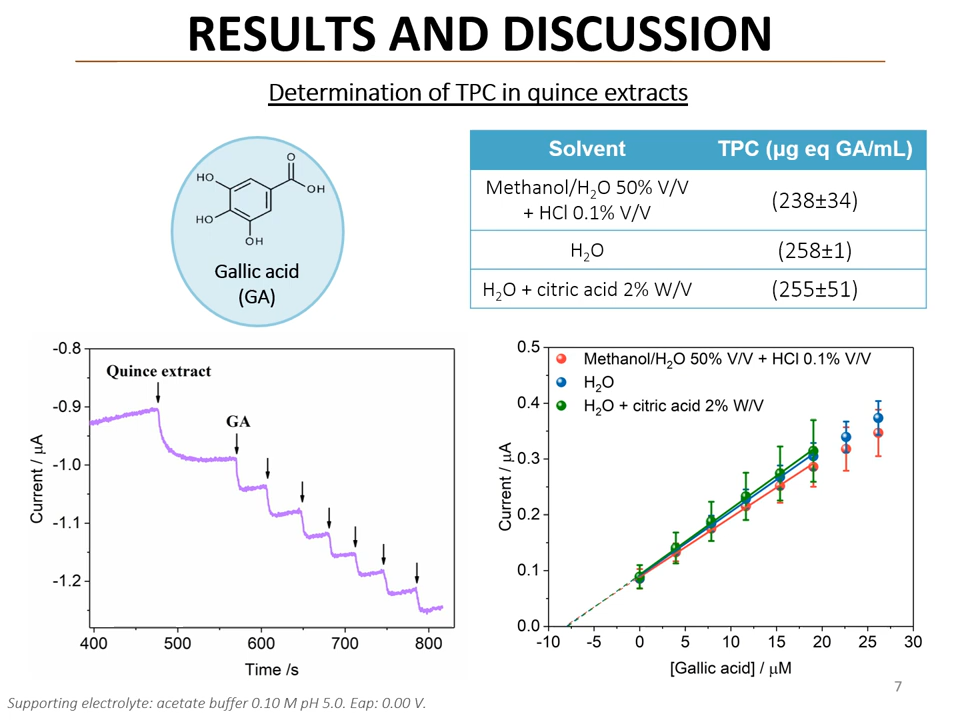 RESULTS AND DISCUSSION
Determination of TPC in quince extracts
O
HO
OH
HO
OH
Gallic acid
(GA)
Solvent TPC (µg eq GA/mL)
Methanol/H₂O 50% V/V
+ HCl 0.1% V/V
(238±34)
H₂O (258±1)
H₂O + citric acid 2% W/V (255±51)
-0.8
-0.9
-1.0
-1.1
-1.2
Current / µA
Quince extract
GA
400 500 600 700 800
Time /s
0.5
0.4
0.3
0.2
0.1
0.0
Current / µA
Methanol/H₂O 50% V/V + HCl 0.1% V/V
H₂O
H₂O + citric acid 2% W/V
-10 -5 0 5 10 15 20 25 30
[Gallic acid] / µM
7
Supporting electrolyte: acetate buffer 0.10 M pH 5.0. Eap: 0.00 V.